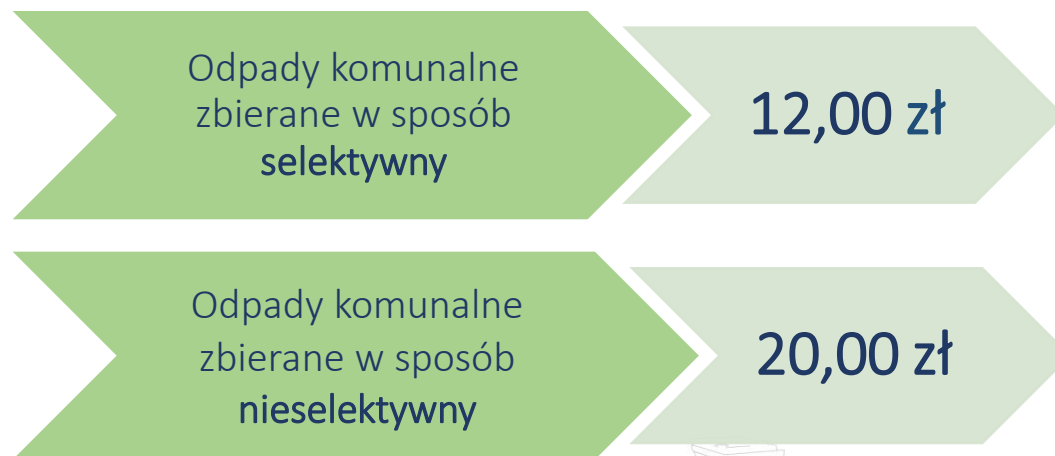 Odpady komunalne
zbierane w sposób
selektywny
12,00 zł
Odpady komunalne
zbierane w sposób
nieselektywny
20,00 zł